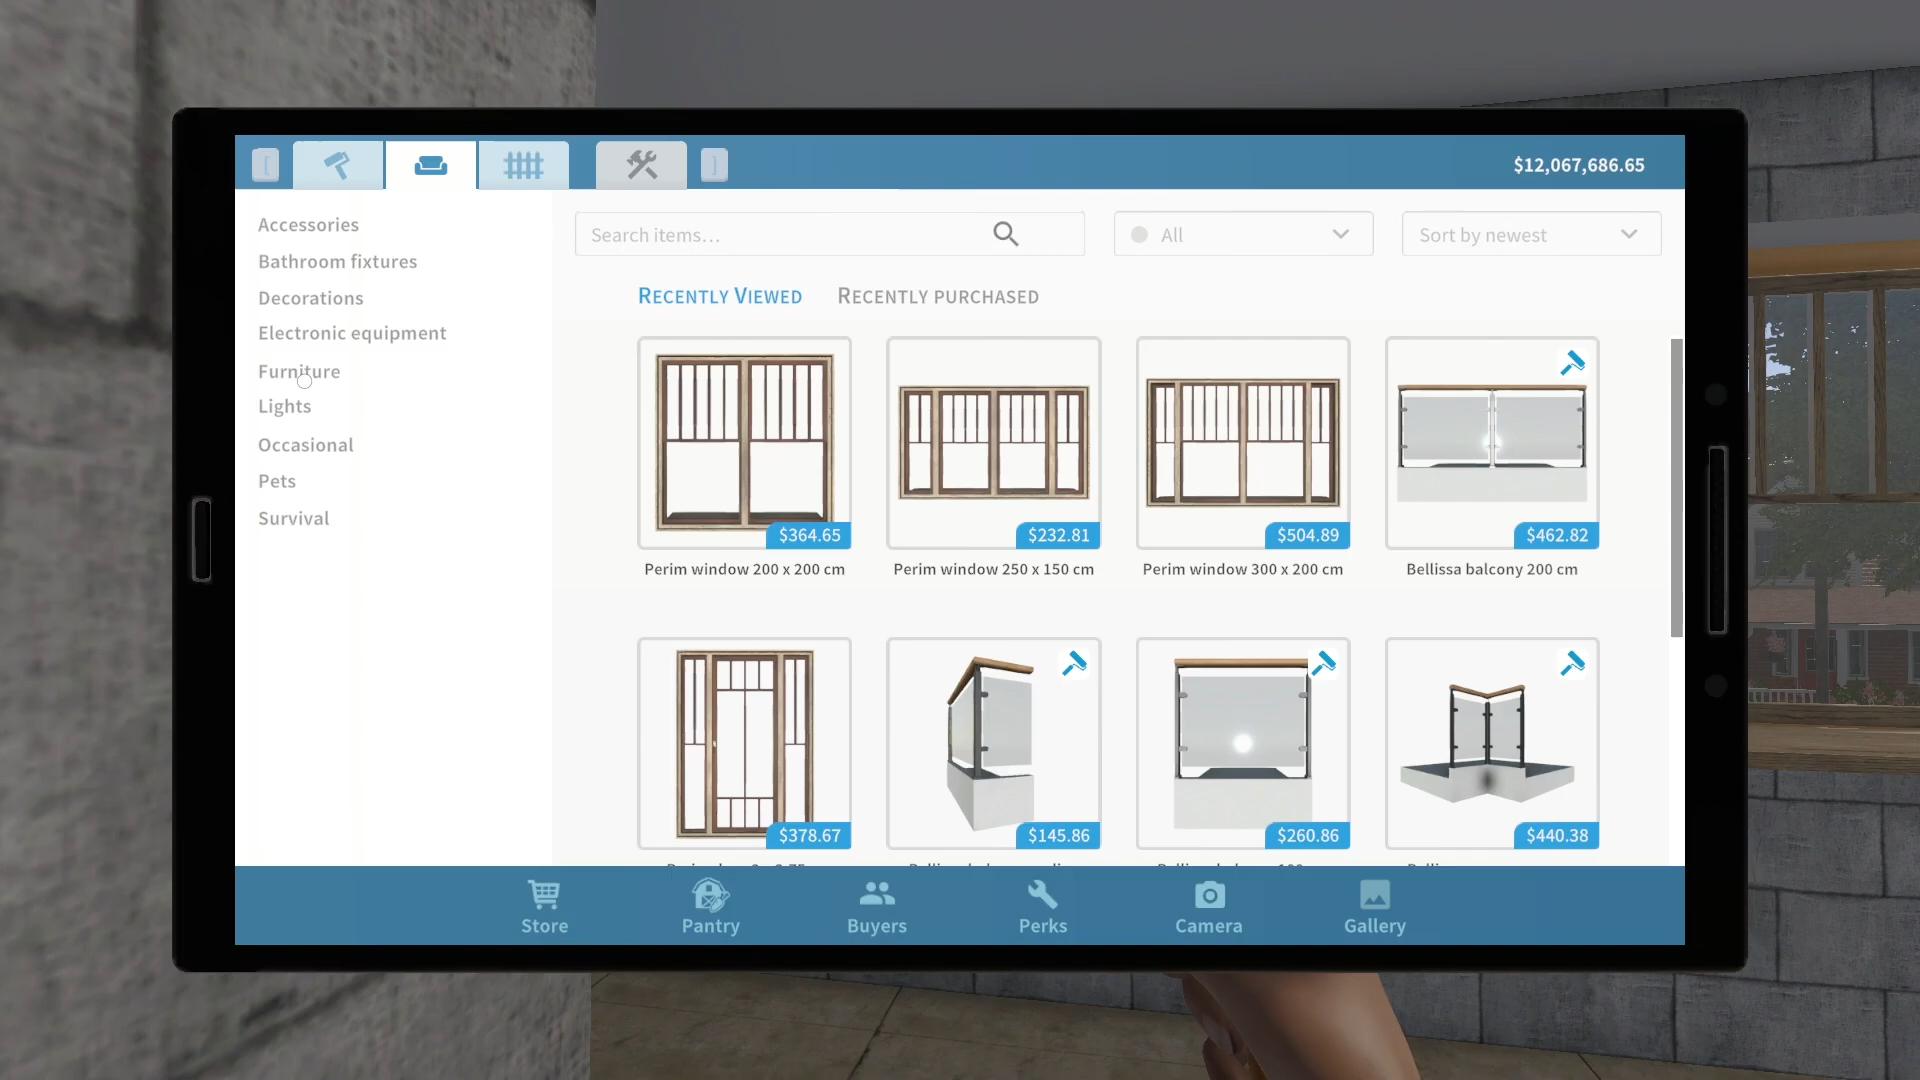 [
]
$12,067,686.65
Accessories
Bathroom fixtures
Decorations
Electronic equipment
Furniture
Lights
Occasional
Pets
Survival
Search items...
All
Sort by newest
RECENTLY VIEWED
RECENTLY PURCHASED
$364.65
$232.81
$504.89
$462.82
Perim window 200 x 200 cm
Perim window 250 x 150 cm
Perim window 300 x 200 cm
Bellissa balcony 200 cm
$378.67
$145.86
$260.86
$440.38
Store
Pantry
Buyers
Perks
Camera
Gallery